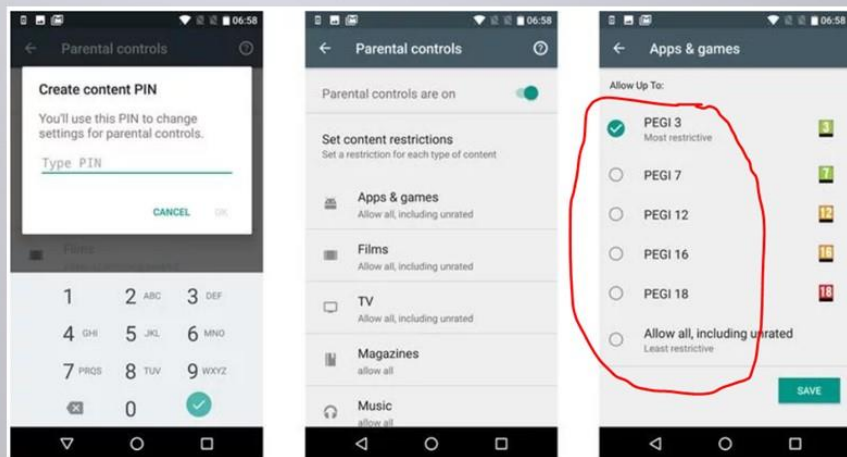 06:58
Parental controls
Create content PIN
You'll use this PIN to change
settings for parental controls.
Type PIN
CANCEL OK
Films
1 2 ABC 3 DEF
4 GHI 5 JKL 6 MNO
7 PRQS 8 TUV 9 WXYZ
0
06:58
Parental controls
Parental controls are on
Set content restrictions
Set a restriction for each type of content
Apps & games
Allow all, including unrated
Films
Allow all, including unrated
TV
Allow all, including unrated
Magazines
allow all
Music
allow all
06:58
Apps & games
Allow Up To:
PEGI 3 3
Most restrictive
PEGI 7 7
PEGI 12 12
PEGI 16 16
PEGI 18 18
Allow all, including unrated
Least restrictive
SAVE